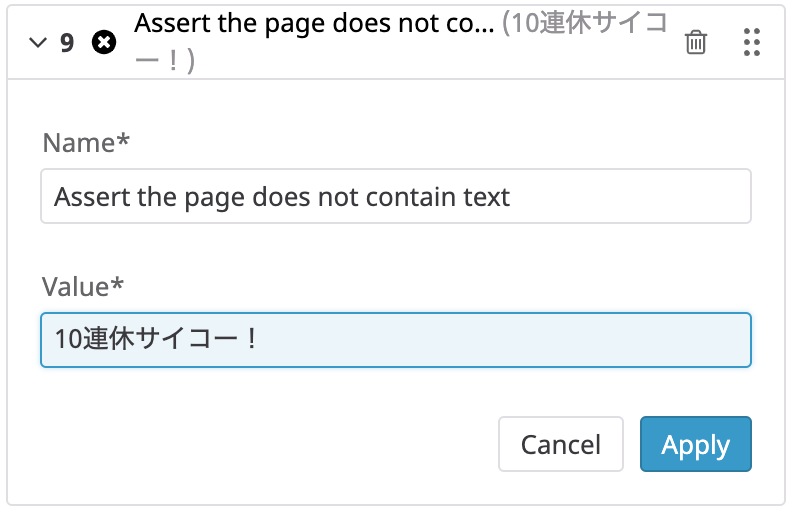 9 Assert the page does not co... (10連休サイコ
ー！)
Name*
Assert the page does not contain text
Value*
10連休サイコー！
Cancel Apply